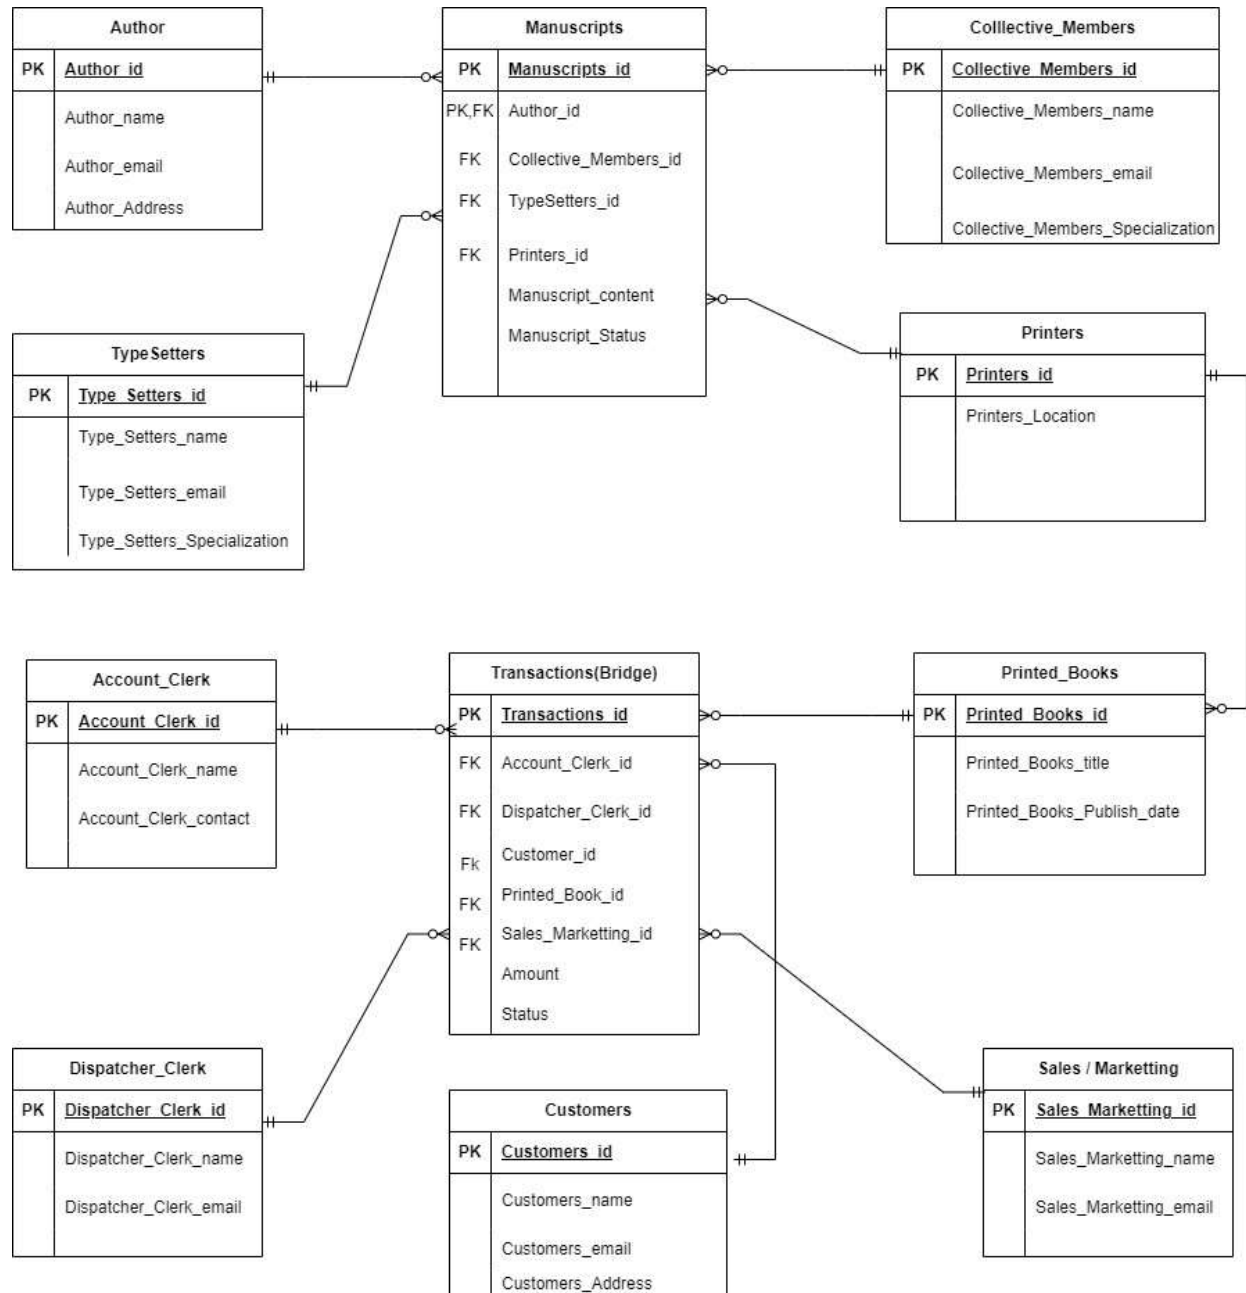 Author
PK Author_id
Author_name
Author_email
Author_Address
Manuscripts
PK Manuscripts_id
PK,FK Author_id
FK Collective_Members_id
FK TypeSetters_id
FK Printers_id
Manuscript_content
Manuscript_Status
Colllective_Members
PK Collective_Members_id
Collective_Members_name
Collective_Members_email
Collective_Members_Specialization
TypeSetters
PK Type_Setters_id
Type_Setters_name
Type_Setters_email
Type_Setters_Specialization
Printers
PK Printers_id
Printers_Location
Account_Clerk
PK Account_Clerk_id
Account_Clerk_name
Account_Clerk_contact
Transactions(Bridge)
PK Transactions_id
FK Account_Clerk_id
FK Dispatcher_Clerk_id
Fk Customer_id
FK Printed_Book_id
FK Sales_Marketting_id
Amount
Status
Printed_Books
PK Printed_Books_id
Printed_Books_title
Printed_Books_Publish_date
Dispatcher_Clerk
PK Dispatcher_Clerk_id
Dispatcher_Clerk_name
Dispatcher_Clerk_email
Customers
PK Customers_id
Customers_name
Customers_email
Customers_Address
Sales / Marketting
PK Sales_Marketting_id
Sales_Marketting_name
Sales_Marketting_email